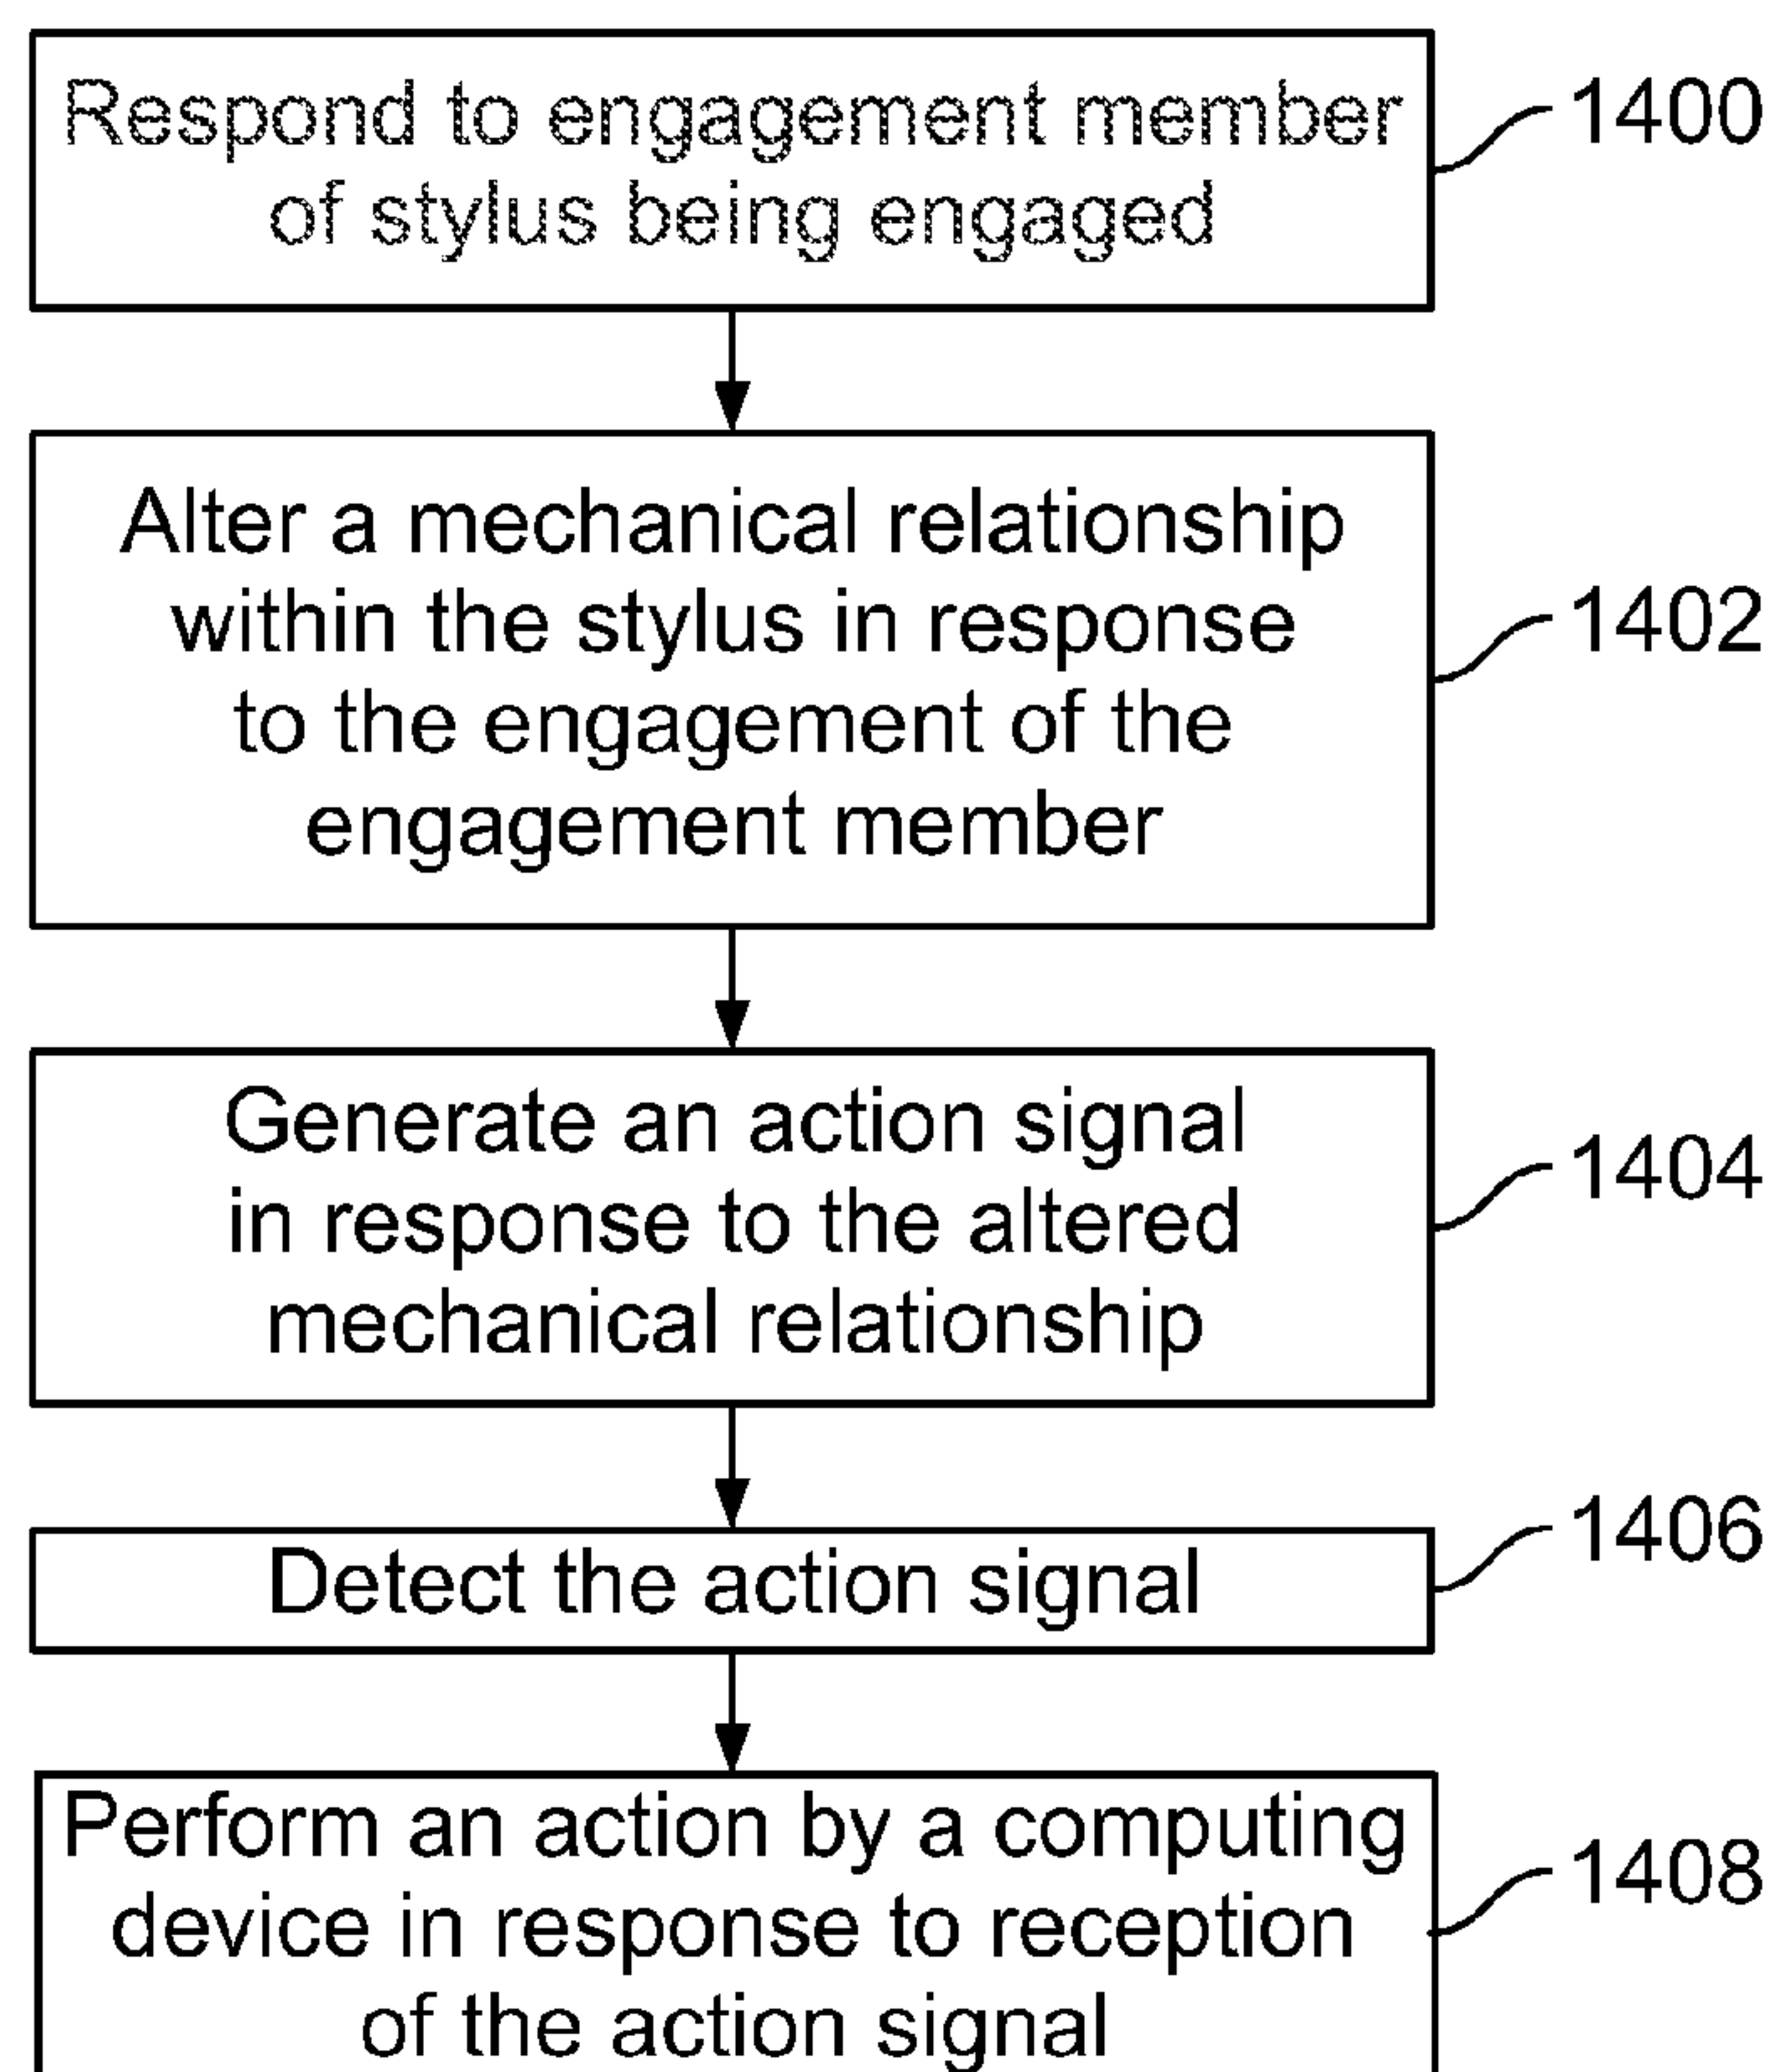 Respond to engagement member
of stylus being engaged
1400
Alter a mechanical relationship
within the stylus in response
to the engagement of the
engagement member
1402
Generate an action signal
in response to the altered
mechanical relationship
1404
Detect the action signal
1406
Perform an action by a computing
device in response to reception
of the action signal
1408